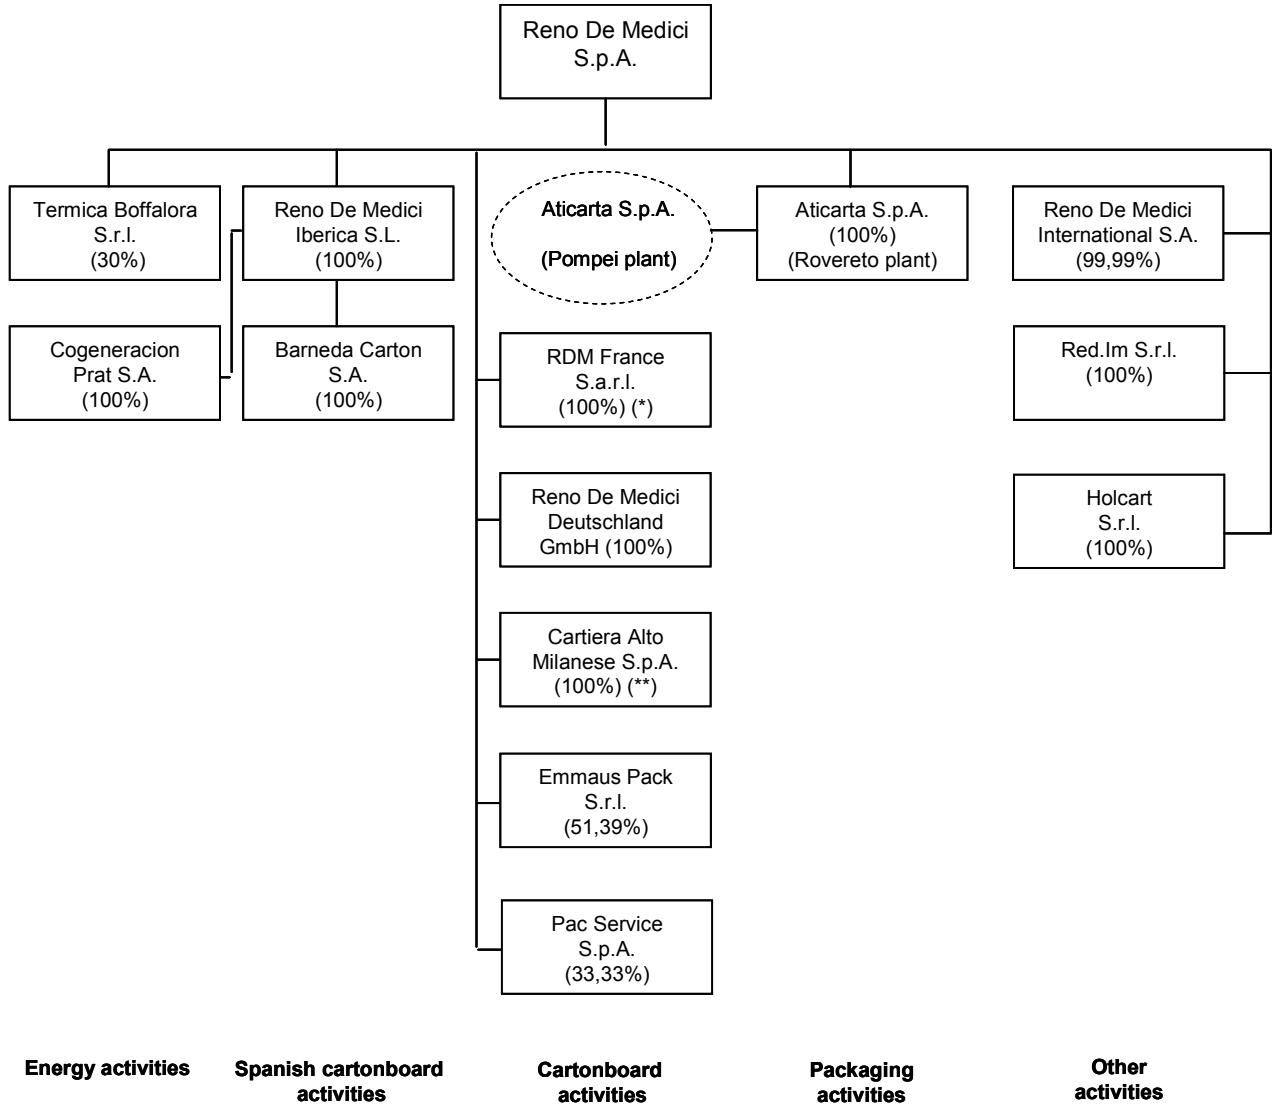 Reno De Medici
S.p.A.
Termica Boffalora
S.r.l.
(30%)
Reno De Medici
Iberica S.L.
(100%)
Aticarta S.p.A.
(Pompei plant)
Aticarta S.p.A.
(100%)
(Rovereto plant)
Reno De Medici
International S.A.
(99,99%)
Cogeneracion
Prat S.A.
(100%)
Barneda Carton
S.A.
(100%)
RDM France
S.a.r.l.
(100%) (*)
Red.Im S.r.l.
(100%)
Reno De Medici
Deutschland
GmbH (100%)
Holcart
S.r.l.
(100%)
Cartiera Alto
Milanese S.p.A.
(100%) (**)
Emmaus Pack
S.r.l.
(51,39%)
Pac Service
S.p.A.
(33,33%)
Energy activities
Spanish cartonboard
activities
Cartonboard
activities
Packaging
activities
Other
activities